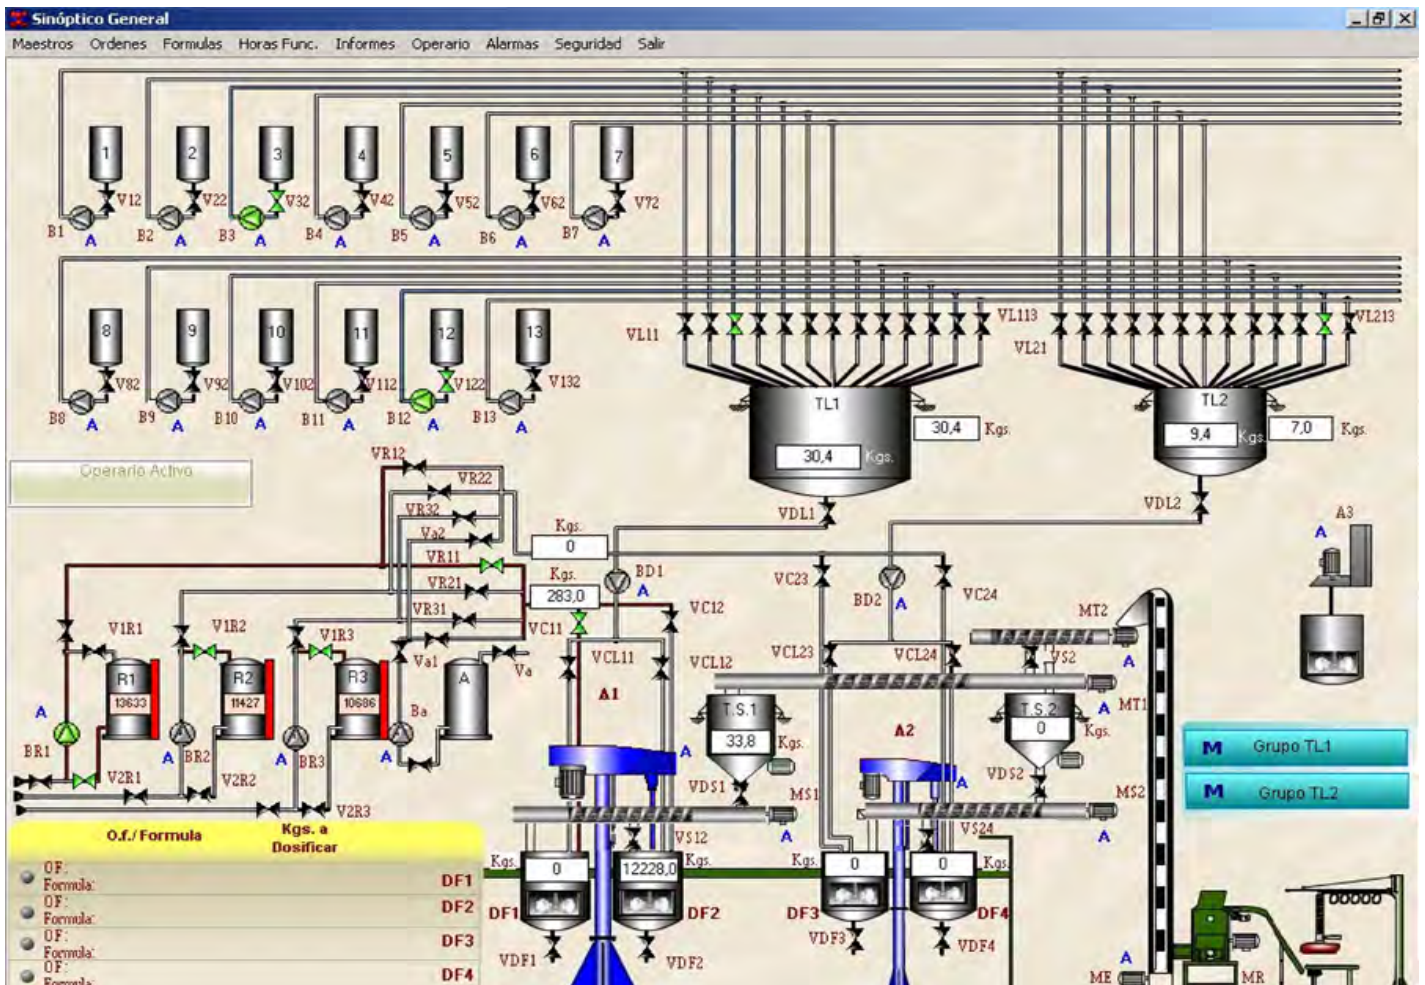 Sinóptico General
Maestros Ordenes Formulas Horas Func. Informes Operario Alarmas Seguridad Salir
1 2 3 4 5 6 7
V12 V22 V32 V42 V52 V62 V72
B1 B2 B3 B4 B5 B6 B7
A A A A A A A
VL11 VL113 VL21 VL213
8 9 10 11 12 13
V82 V92 V102 V112 V122 V132
B8 B9 B10 B11 B12 B13
A A A A A A
TL1 TL2
30,4 Kgs. 9,4 Kgs. 7,0 Kgs.
30,4 Kgs.
Operario Activo
VR12
VR22
VR32
Va2
VDL1 VDL2 A3
A
Kgs.
0
VR11
VR21
VR31
Kgs.
283,0
BD1
A
VC23
BD2
A
VC24
VC12
VC11
MT2
A
V1R1 V1R2 V1R3
Va1 Va
VCL11 VCL12 VCL23 VCL24 VS2
R1 R2 R3 A
13633 11427 10686
A1
A
T.S.1
33,8 Kgs.
A2
A
T.S.2
0 Kgs.
A MT1
A
BR1
A BR2
A BR3
A Ba
V2R1 V2R2 V2R3
VDS1 VDS2
MS1
A
MS2
A
VS12 VS24
M Grupo TL1
M Grupo TL2
O.f./ Formula Kgs. a Dosificar
OF:
Formula: DF1
OF:
Formula: DF2
OF:
Formula: DF3
OF:
Formula: DF4
Kgs. 0 12228,0 Kgs. Kgs. 0 0 Kgs.
DF1 DF2 DF3 DF4
VDF1 VDF2 VDF3 VDF4
A
ME MR